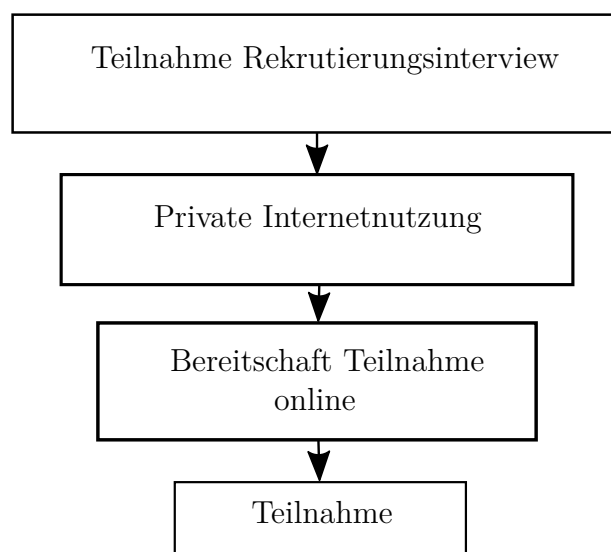 Teilnahme Rekrutierungsinterview
Private Internetnutzung
Bereitschaft Teilnahme
online
Teilnahme